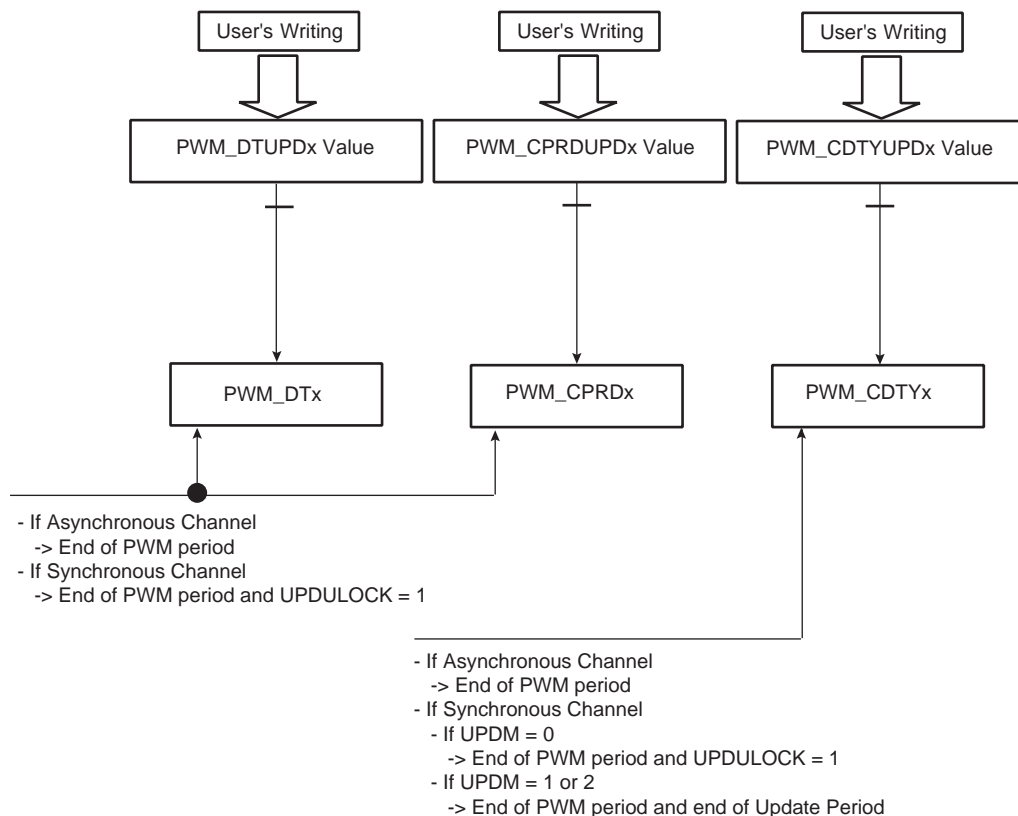 User's Writing
User's Writing
User's Writing
PWM_DTUPDx Value
PWM_CPRDUPDx Value
PWM_CDTYUPDx Value
PWM_DTx
PWM_CPRDx
PWM_CDTYx
- If Asynchronous Channel
-> End of PWM period
- If Synchronous Channel
-> End of PWM period and UPDULOCK = 1
- If Asynchronous Channel
-> End of PWM period
- If Synchronous Channel
- If UPDM = 0
-> End of PWM period and UPDULOCK = 1
- If UPDM = 1 or 2
-> End of PWM period and end of Update Period